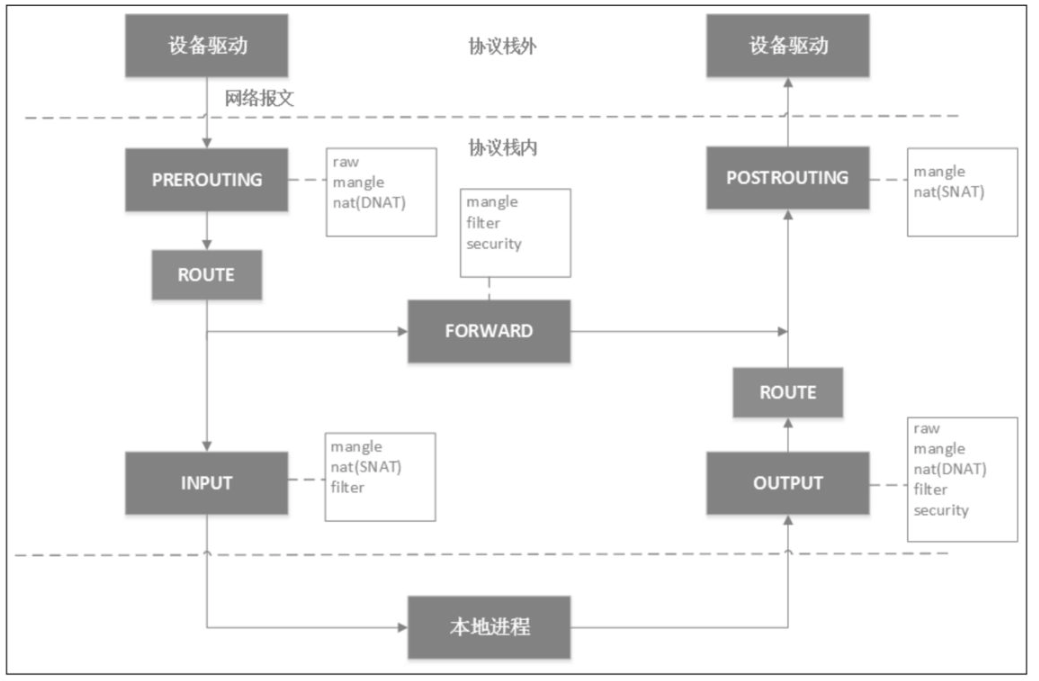 设备驱动
协议栈外
设备驱动
网络报文
协议栈内
PREROUTING
raw
mangle
nat(DNAT)
mangle
filter
security
POSTROUTING
mangle
nat(SNAT)
ROUTE
FORWARD
ROUTE
INPUT
mangle
nat(SNAT)
filter
OUTPUT
raw
mangle
nat(DNAT)
filter
security
本地进程